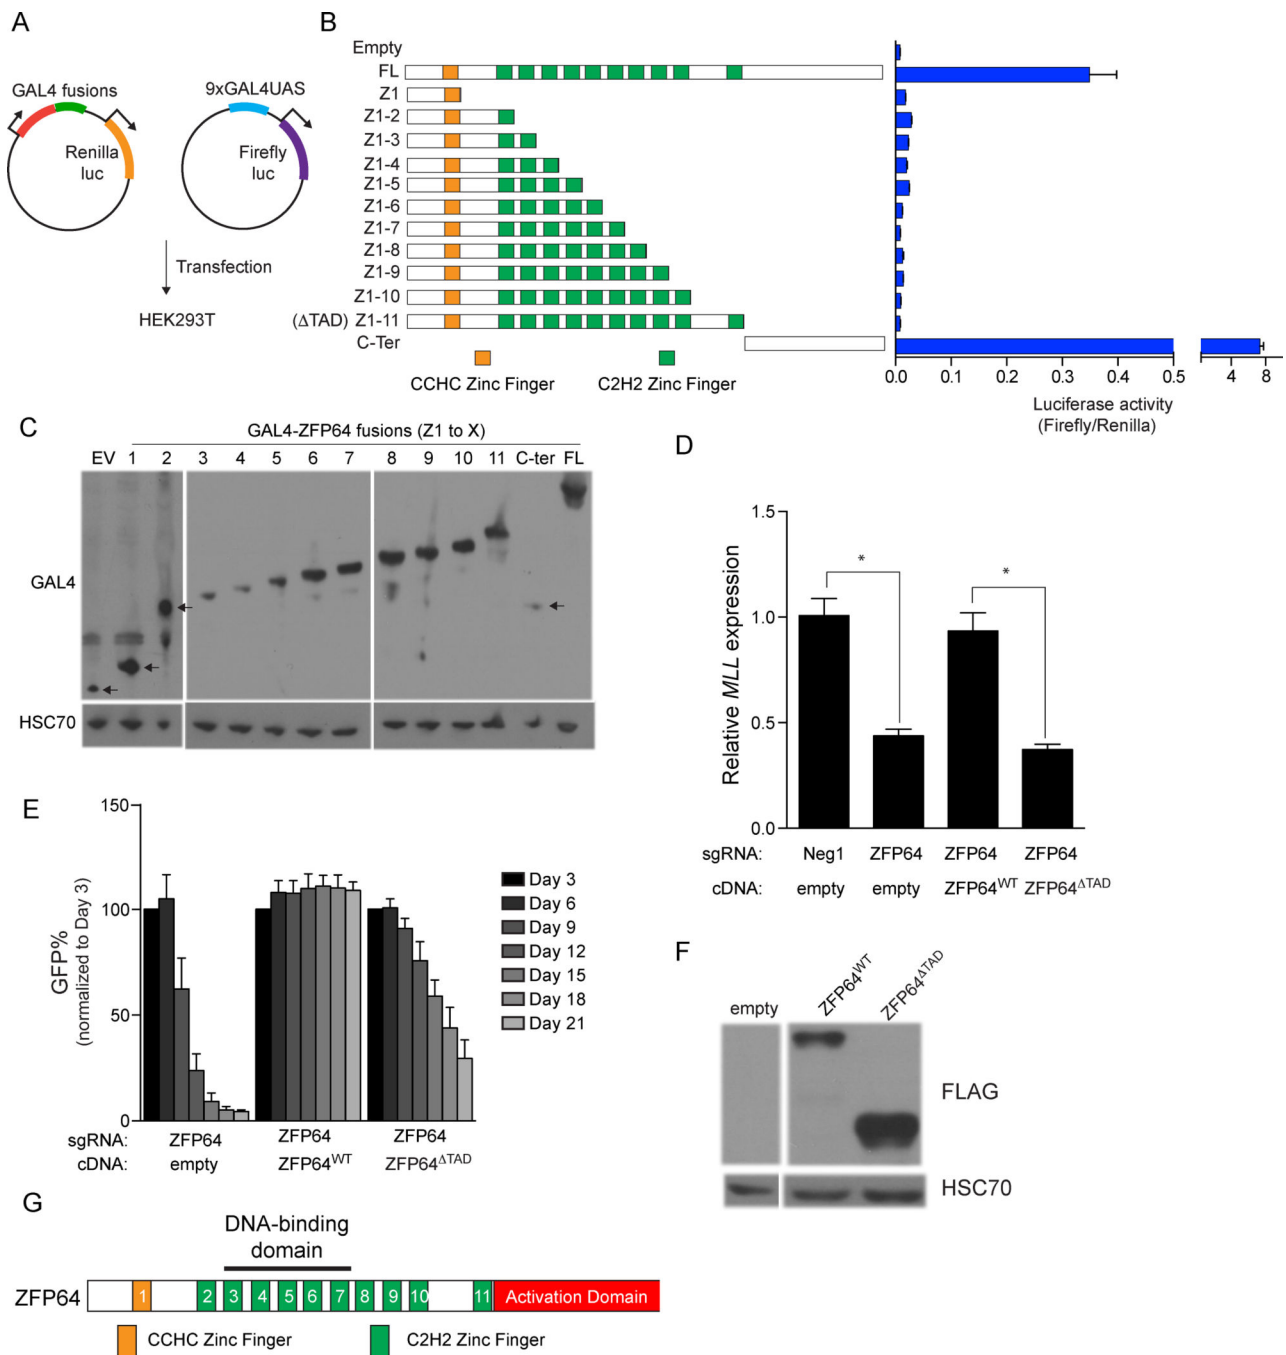 A
GAL4 fusions
9xGAL4UAS
Renilla
luc
Firefly
luc
Transfection
HEK293T
B
Empty
FL
Z1
Z1-2
Z1-3
Z1-4
Z1-5
Z1-6
Z1-7
Z1-8
Z1-9
Z1-10
(ΔTAD) Z1-11
C-Ter
CCHC Zinc Finger
C2H2 Zinc Finger
0.0 0.1 0.2 0.3 0.4 0.5 4 8
Luciferase activity
(Firefly/Renilla)
C
GAL4-ZFP64 fusions (Z1 to X)
EV 1 2 3 4 5 6 7 8 9 10 11 C-ter FL
GAL4
HSC70
D
Relative MLL expression
1.5
1.0
0.5
0.0
* *
sgRNA: Neg1 ZFP64 ZFP64 ZFP64
cDNA: empty empty ZFP64WT ZFP64ΔTAD
E
GFP%
(normalized to Day 3)
150
100
50
0
Day 3
Day 6
Day 9
Day 12
Day 15
Day 18
Day 21
sgRNA: ZFP64 ZFP64 ZFP64
cDNA: empty ZFP64WT ZFP64ΔTAD
F
empty ZFP64WT ZFP64ΔTAD
FLAG
HSC70
G
DNA-binding
domain
ZFP64 1 2 3 4 5 6 7 8 9 10 11 Activation Domain
CCHC Zinc Finger
C2H2 Zinc Finger